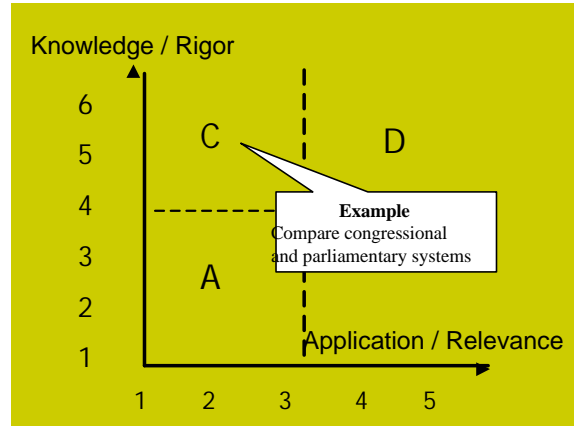 Knowledge / Rigor
6
5
4
3
2
1
C
D
Example
Compare congressional
and parliamentary systems
A
Application / Relevance
1 2 3 4 5